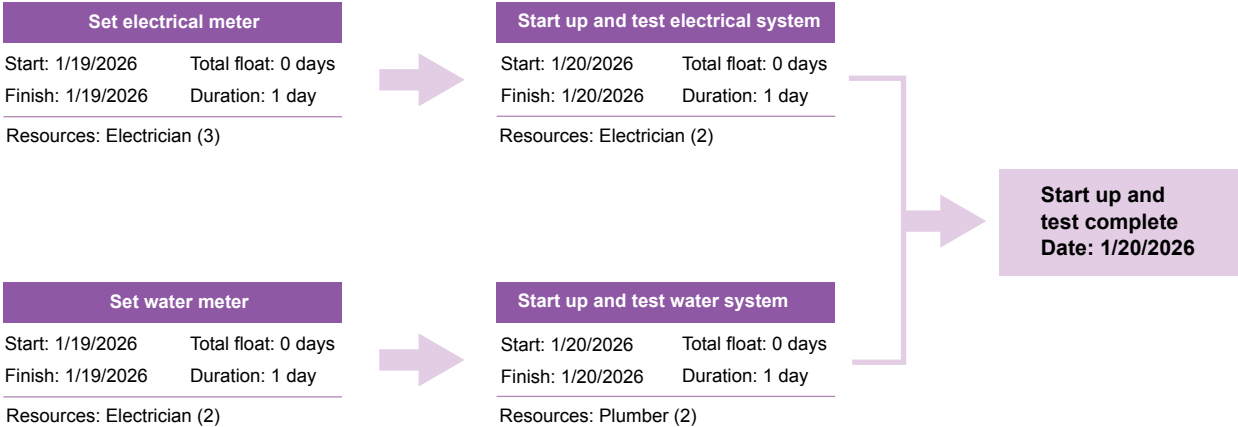 Set electrical meter
Start: 1/19/2026 Total float: 0 days
Finish: 1/19/2026 Duration: 1 day
Resources: Electrician (3)
Start up and test electrical system
Start: 1/20/2026 Total float: 0 days
Finish: 1/20/2026 Duration: 1 day
Resources: Electrician (2)
Set water meter
Start: 1/19/2026 Total float: 0 days
Finish: 1/19/2026 Duration: 1 day
Resources: Electrician (2)
Start up and test water system
Start: 1/20/2026 Total float: 0 days
Finish: 1/20/2026 Duration: 1 day
Resources: Plumber (2)
Start up and
test complete
Date: 1/20/2026